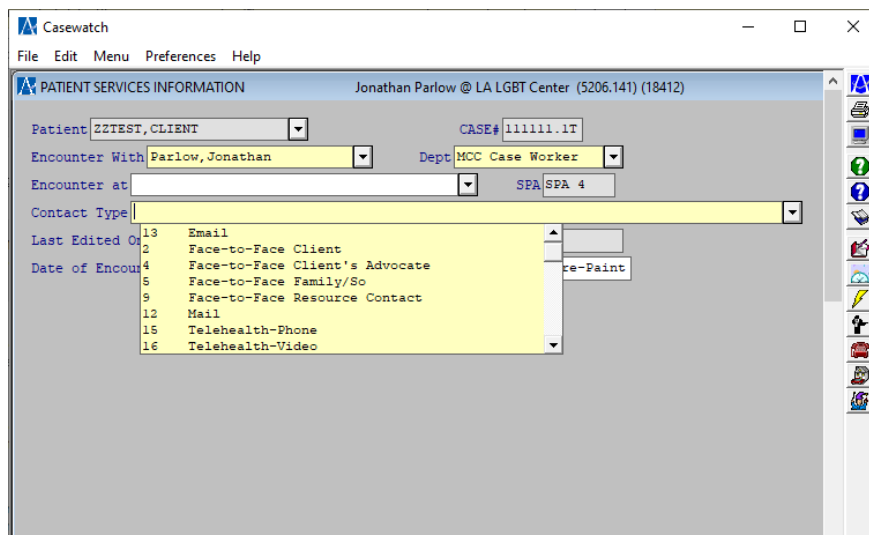 Casewatch
File Edit Menu Preferences Help
PATIENT SERVICES INFORMATION Jonathan Parlow @ LA LGBT Center (5206.141) (18412)
Patient ZZTEST,CLIENT CASE# 111111.1T
Encounter With Parlow,Jonathan Dept MCC Case Worker
Encounter at SPA SPA 4
Contact Type
Last Edited
13 Email
2 Face-to-Face Client
4 Face-to-Face Client's Advocate
5 Face-to-Face Family/So
9 Face-to-Face Resource Contact
12 Mail
15 Telehealth-Phone
16 Telehealth-Video
Date of Encou re-Paint